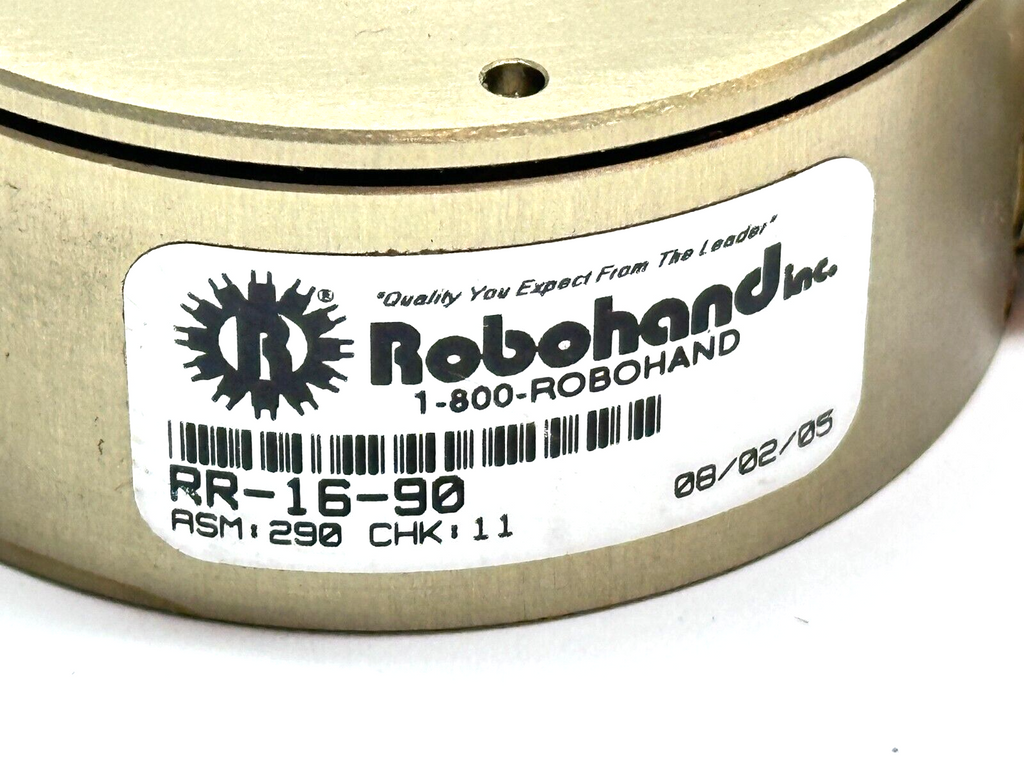 "Quality You Expect From The Leader"
R ®
Robohand inc.
1-800-ROBOHAND
RR-16-90
08/02/05
ASM:290 CHK:11